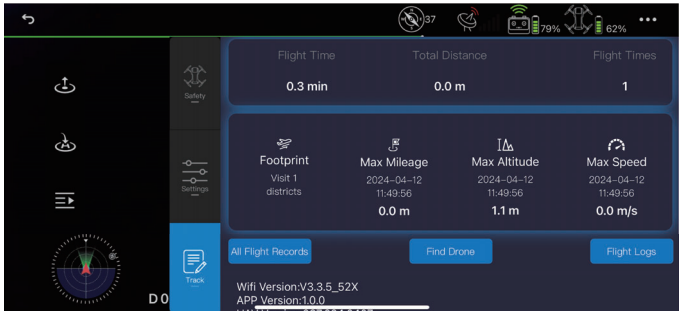 37
79%
62%
Flight Time
Total Distance
Flight Times
0.3 min
0.0 m
1
Safety
Settings
Track
Footprint
Visit 1
districts
Max Mileage
2024-04-12
11:49:56
0.0 m
Max Altitude
2024-04-12
11:49:56
1.1 m
Max Speed
2024-04-12
11:49:56
0.0 m/s
All Flight Records
Find Drone
Flight Logs
D 0
Wifi Version:V3.3.5_52X
APP Version:1.0.0